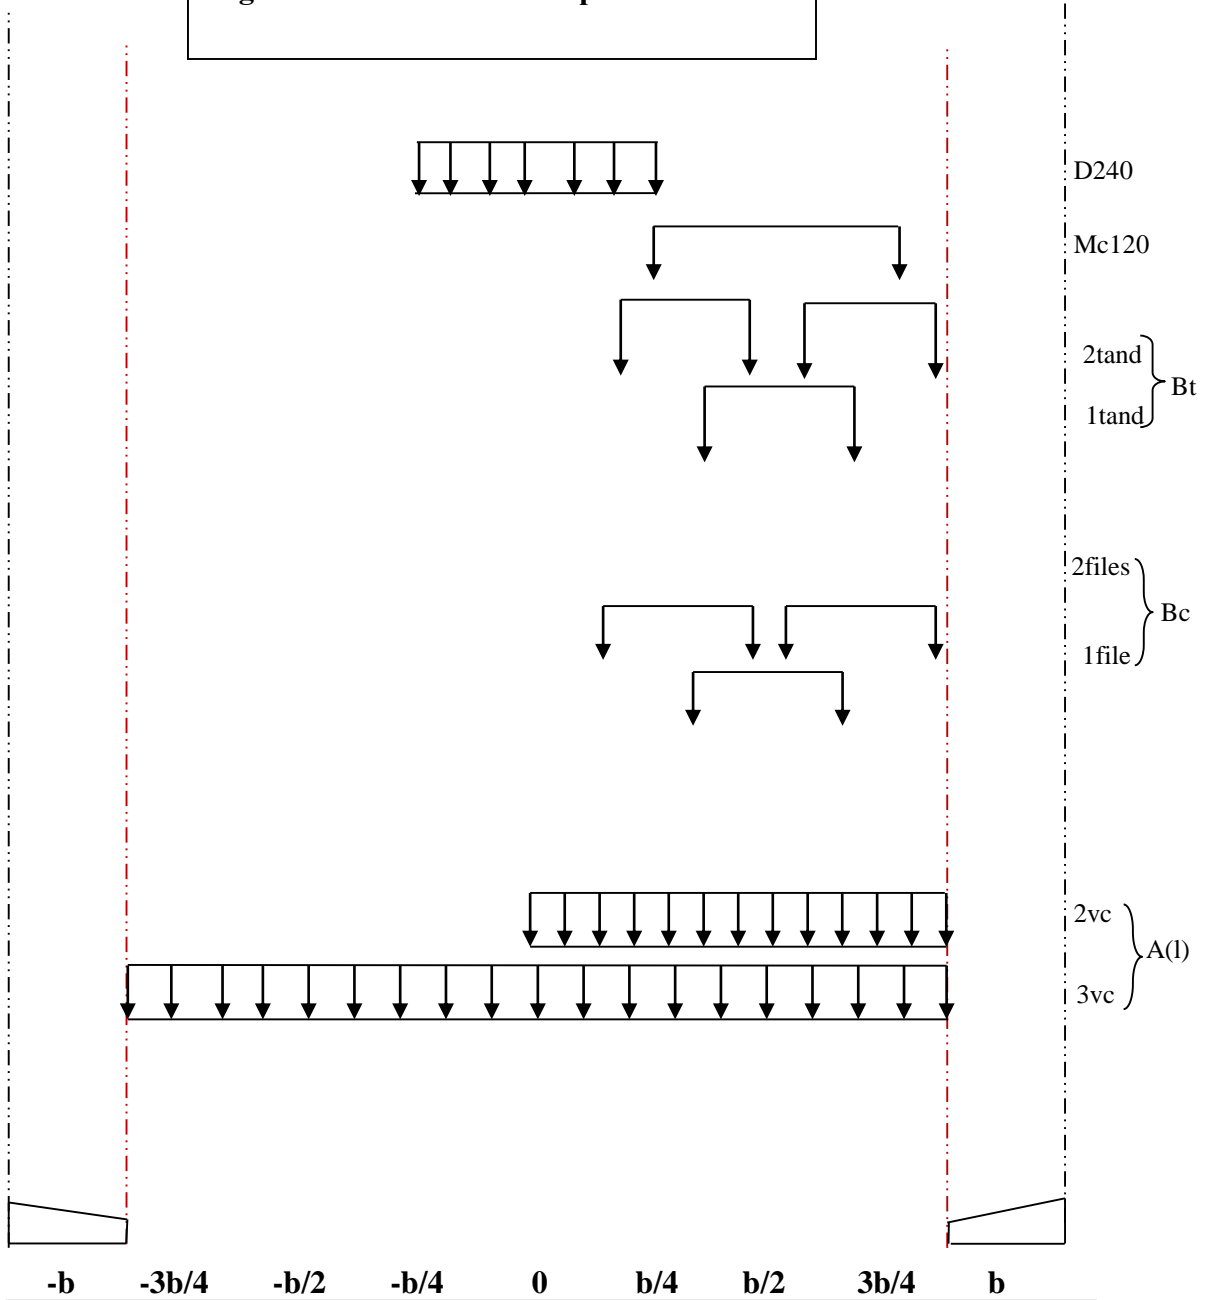 D240
Mc120
2tand
Bt
1tand
2files
Bc
1file
2vc
A(l)
3vc
-b -3b/4 -b/2 -b/4 0 b/4 b/2 3b/4 b